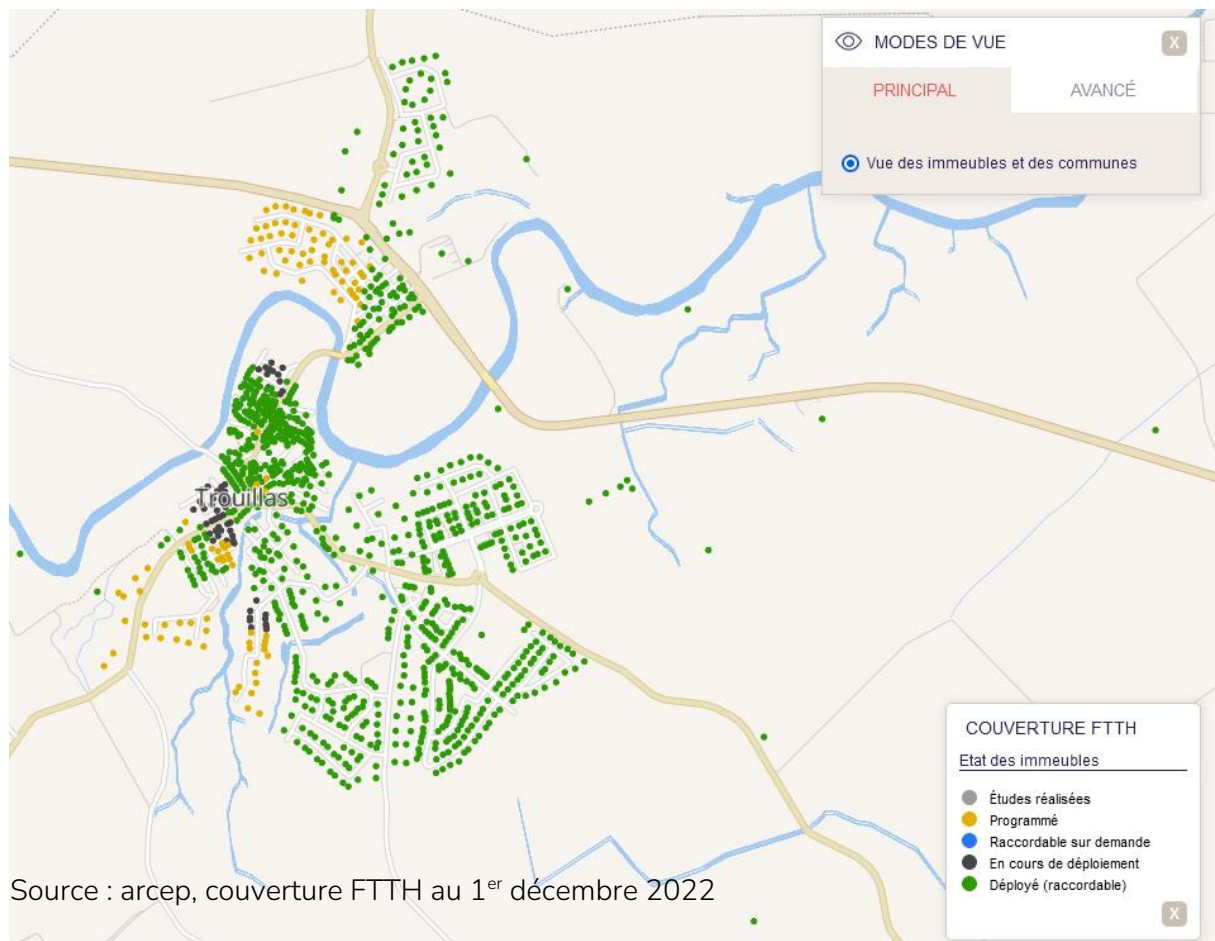 MODES DE VUE
X
PRINCIPAL
AVANCÉ
Vue des immeubles et des communes
Trouillas
COUVERTURE FTTH
Etat des immeubles
Études réalisées
Programmé
Raccordable sur demande
En cours de déploiement
Déployé (raccordable)
X
Source : arcep, couverture FTTH au 1er décembre 2022